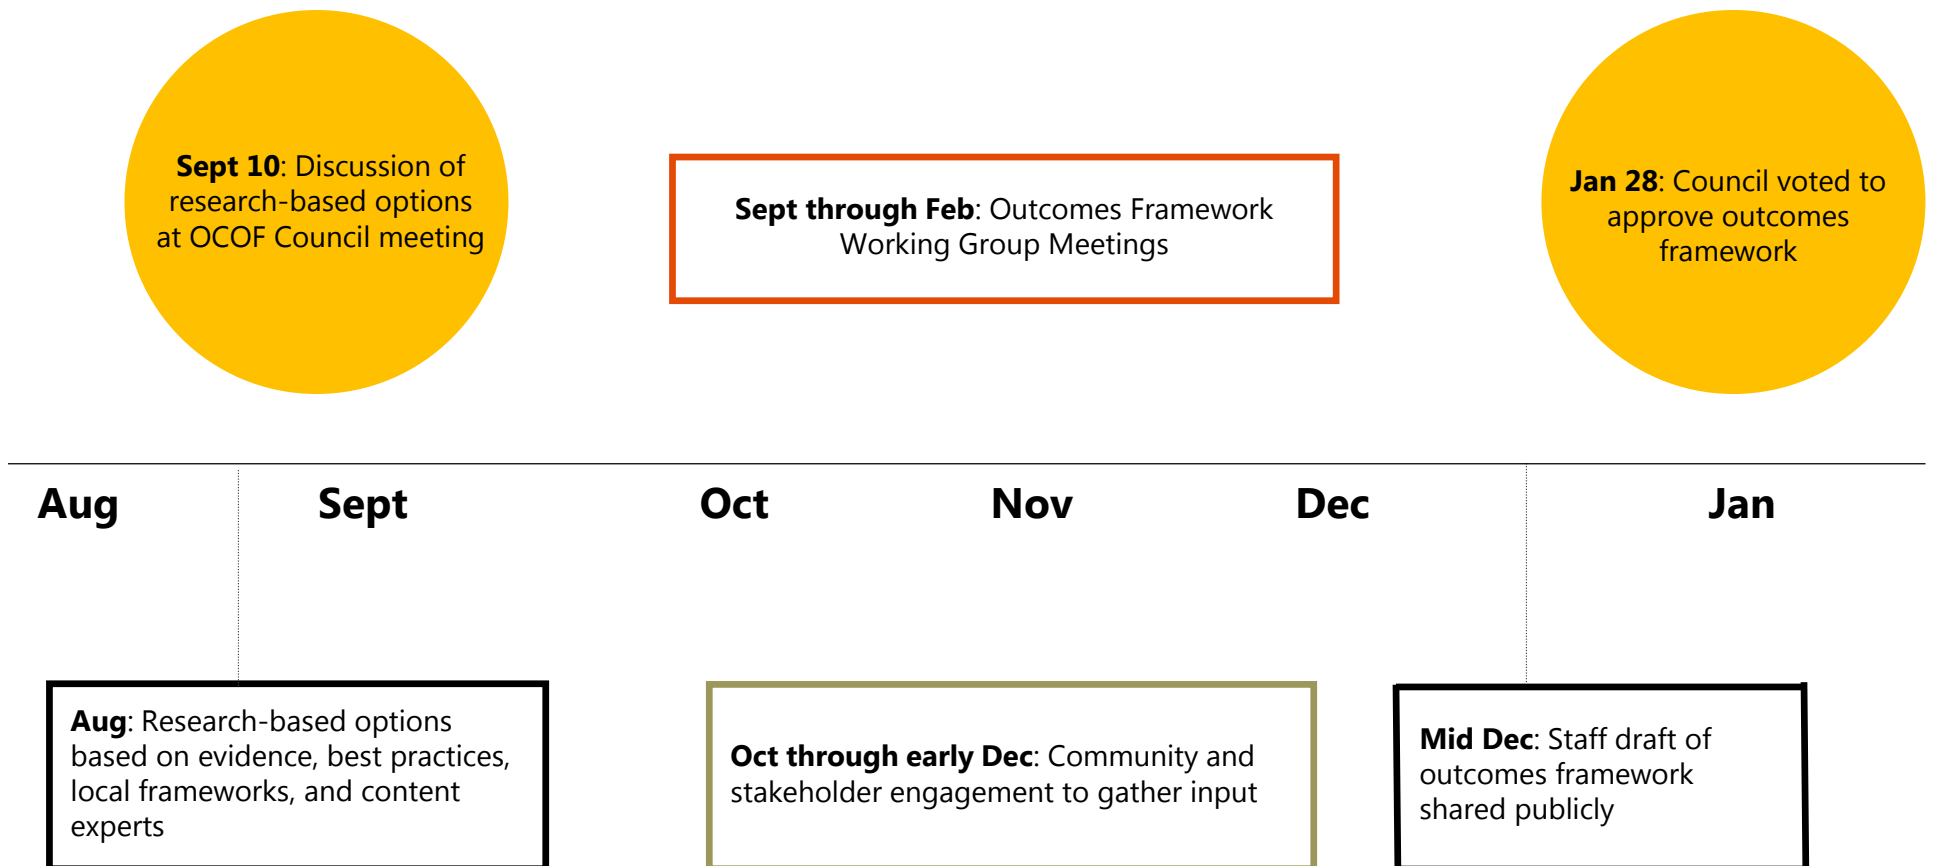 Sept 10: Discussion of
research-based options
at OCOF Council meeting
Sept through Feb: Outcomes Framework
Working Group Meetings
Jan 28: Council voted to
approve outcomes
framework
Aug
Sept
Oct
Nov
Dec
Jan
Aug: Research-based options
based on evidence, best practices,
local frameworks, and content
experts
Oct through early Dec: Community and
stakeholder engagement to gather input
Mid Dec: Staff draft of
outcomes framework
shared publicly